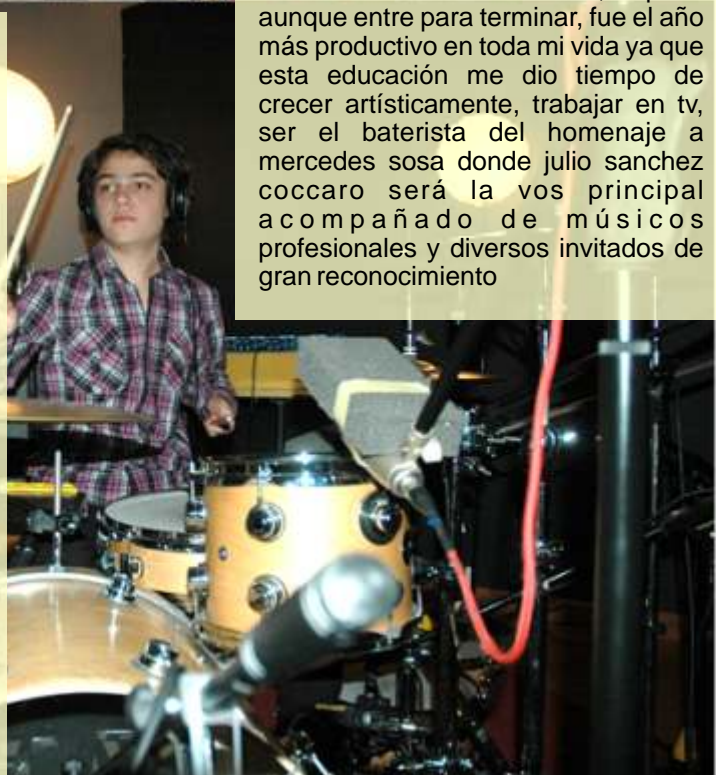 aunque entre para terminar, fue el año
más productivo en toda mi vida ya que
esta educación me dio tiempo de
crecer artísticamente, trabajar en tv,
ser el baterista del homenaje a
mercedes sosa donde julio sanchez
coccaro será la vos principal
acompañado de músicos
profesionales y diversos invitados de
gran reconocimiento